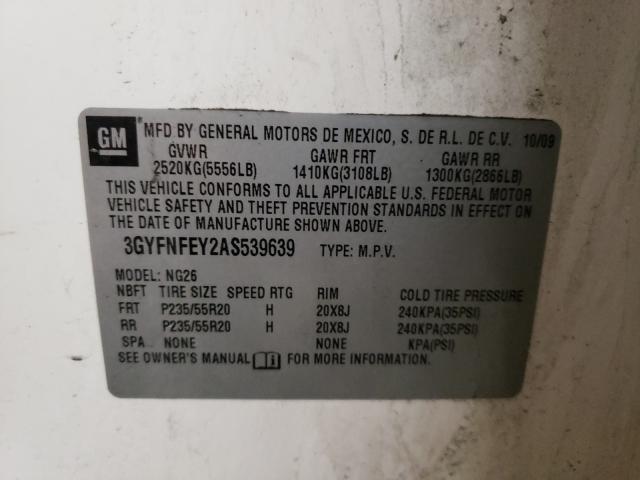 GM MFD BY GENERAL MOTORS DE MEXICO, S. DE R.L. DE C.V. 10/09
GVWR GAWR FRT GAWR RR
2520KG(5556LB) 1410KG(3108LB) 1300KG(2866LB)
THIS VEHICLE CONFORMS TO ALL APPLICABLE U.S. FEDERAL MOTOR
VEHICLE SAFETY AND THEFT PREVENTION STANDARDS IN EFFECT ON
THE DATE OF MANUFACTURE SHOWN ABOVE.
3GYFNFEY2AS539639 TYPE: M.P.V.
MODEL: NG26
NBFT TIRE SIZE SPEED RTG RIM COLD TIRE PRESSURE
FRT P235/55R20 H 20X8J 240KPA(35PSI)
RR P235/55R20 H 20X8J 240KPA(35PSI)
SPA NONE NONE KPA(PSI)
SEE OWNER'S MANUAL FOR MORE INFORMATION.